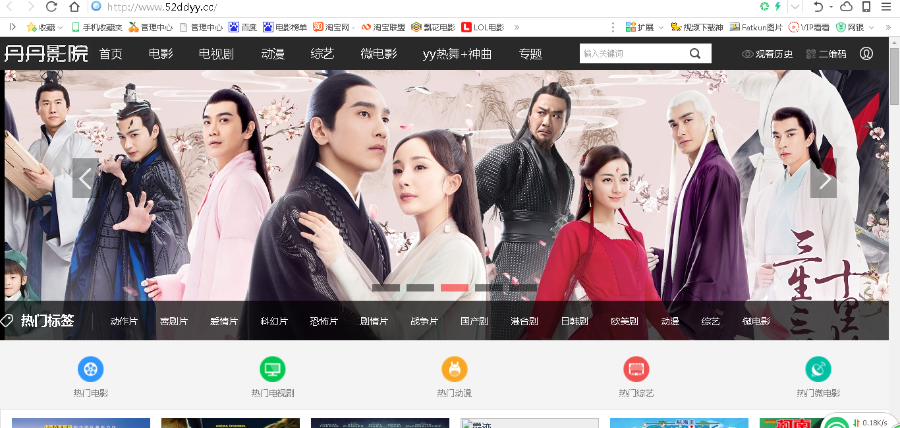 http://www.52ddyy.cc/
收藏 手机收藏夹 管理中心 管理中心 百度 电影榜单 淘宝网 淘宝联盟 飘花电影 LOL电影 » 扩展 视频下载神 Fatkun图片 VIP看看 网银 »
丹丹影院 首页 电影 电视剧 动漫 综艺 微电影 yy热舞+神曲 专题 输入关键词 观看历史 二维码
三生三
十里
热门标签 动作片 喜剧片 爱情片 科幻片 恐怖片 剧情片 战争片 国产剧 港台剧 日韩剧 欧美剧 动漫 综艺 微电影
热门电影 热门电视剧 热门动漫 热门综艺 热门微电影
0.18K/s